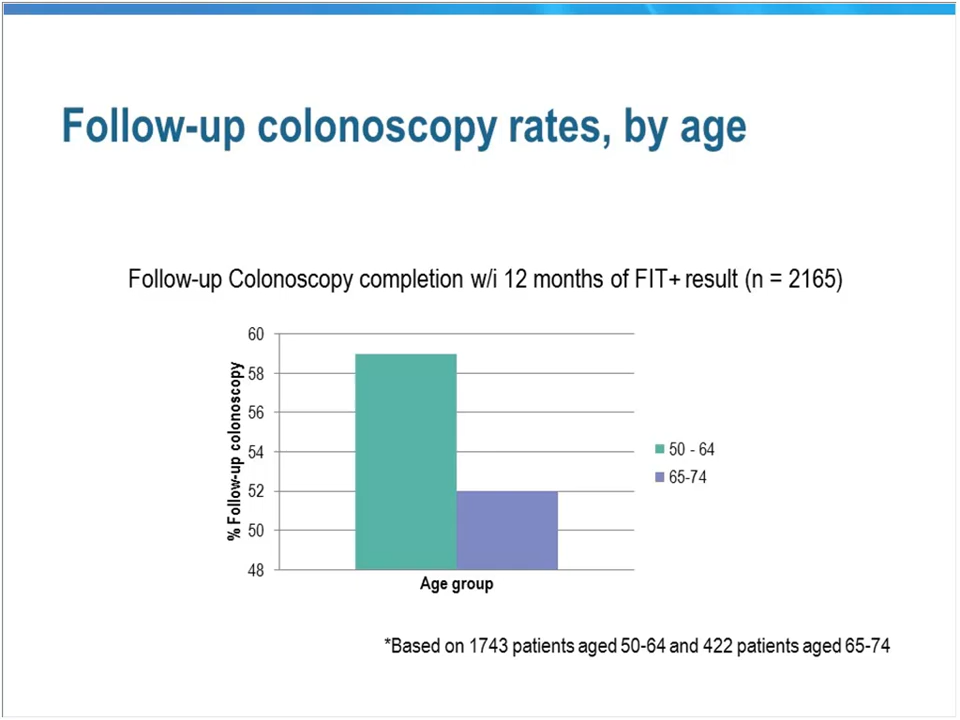 Follow-up colonoscopy rates, by age
Follow-up Colonoscopy completion w/i 12 months of FIT+ result (n = 2165)
% Follow-up colonoscopy
60
58
56
54
52
50
48
Age group
50 - 64
65-74
*Based on 1743 patients aged 50-64 and 422 patients aged 65-74